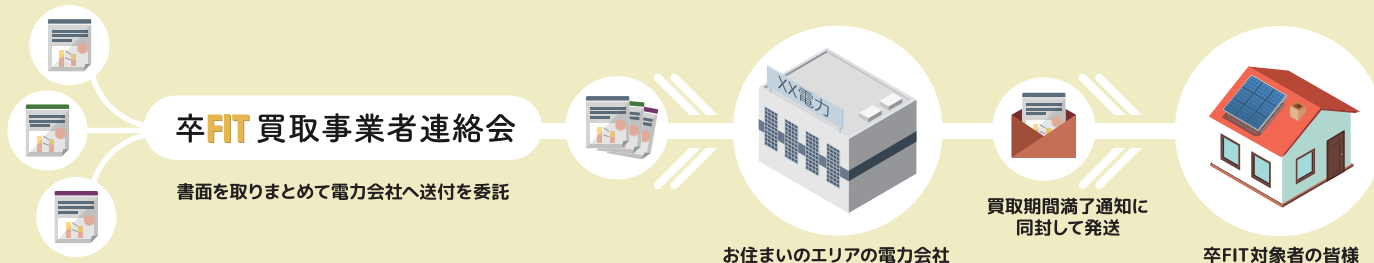 卒FIT買取事業者連絡会
書面を取りまとめて電力会社へ送付を委託
XX電力
お住まいのエリアの電力会社
買取期間満了通知に
同封して発送
卒FIT対象者の皆様